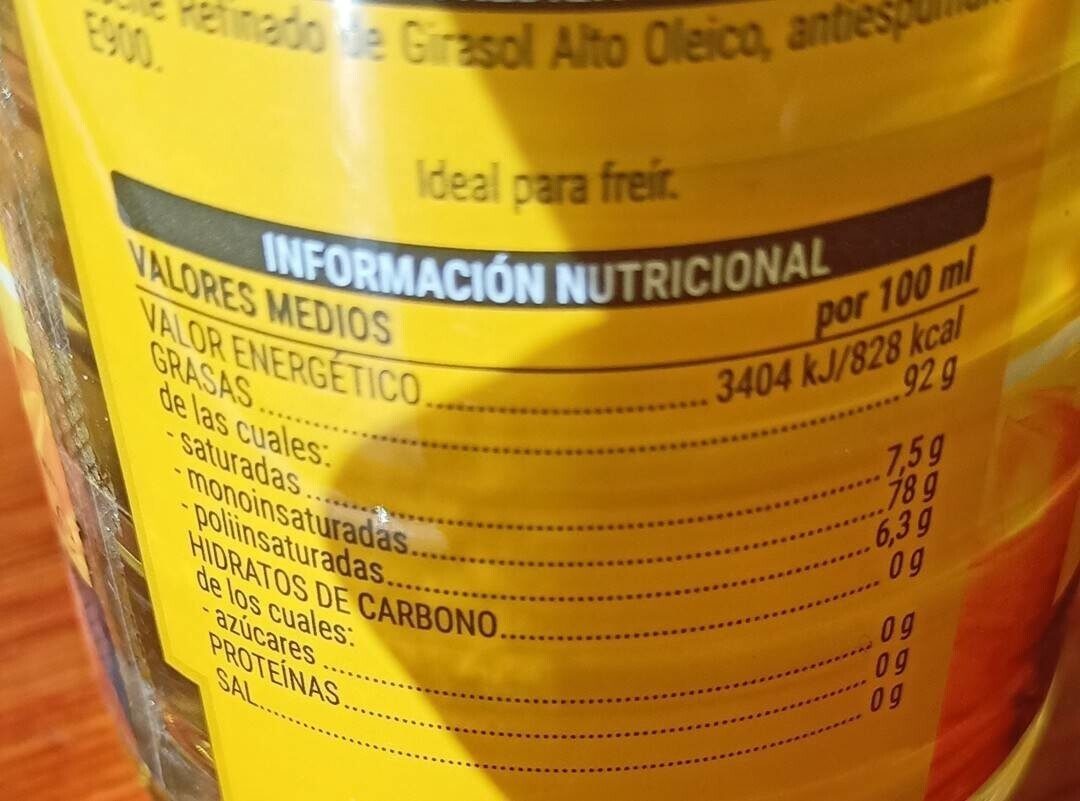 Refinado de Girasol Alto Oleico,
E900.
Ideal para freír.
INFORMACIÓN NUTRICIONAL
VALORES MEDIOS por 100 ml
VALOR ENERGÉTICO 3404 kJ/828 kcal
GRASAS 92 g
de las cuales:
- saturadas 7,5 g
- monoinsaturadas 78 g
- poliinsaturadas 6,3 g
HIDRATOS DE CARBONO 0 g
de los cuales:
- azúcares 0 g
PROTEÍNAS 0 g
SAL 0 g